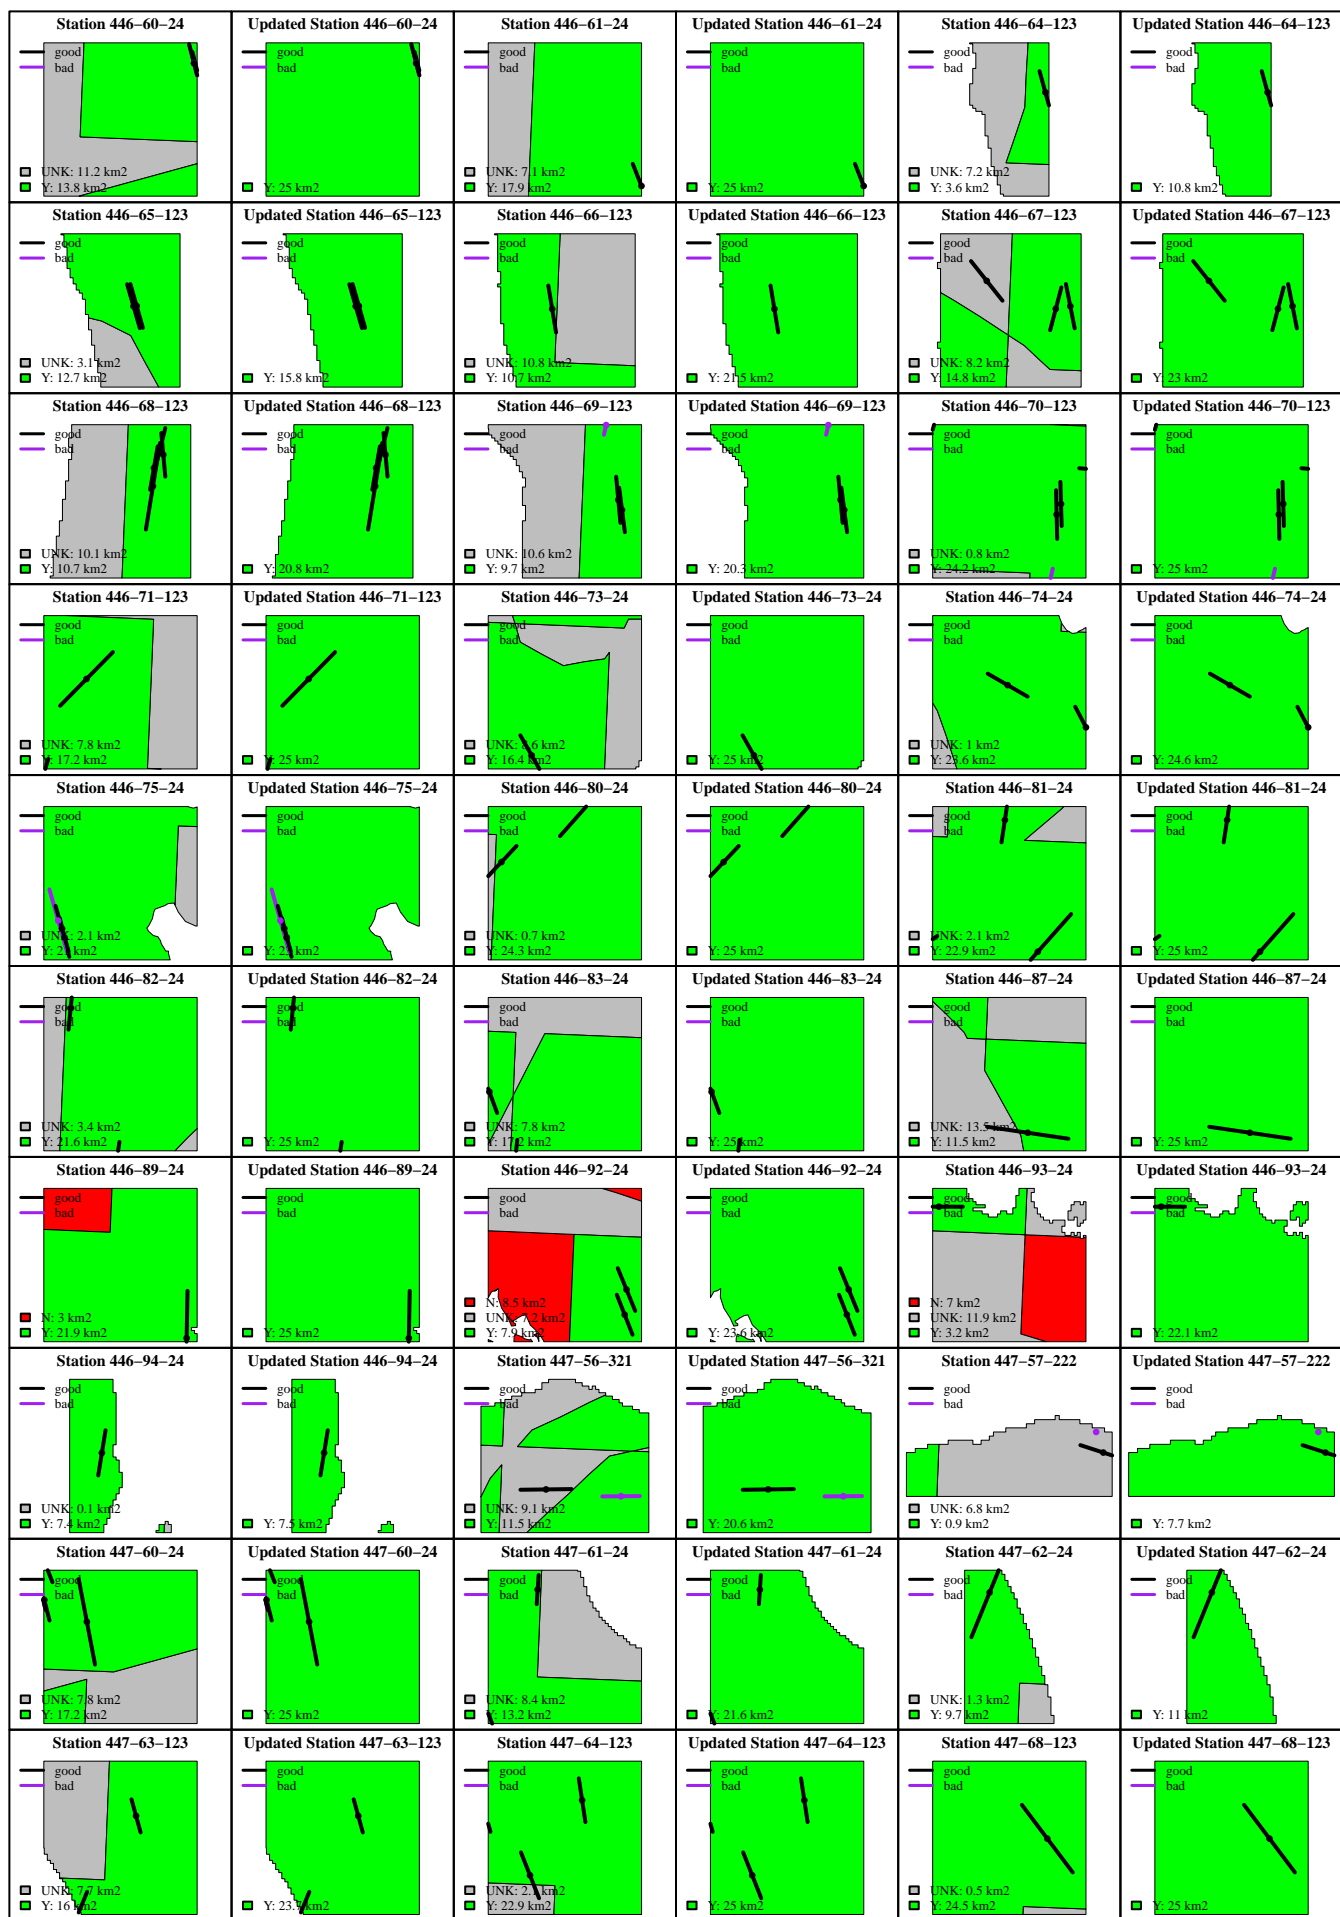 Station 446−60−24
good
bad
UNK: 11.2 km2
Y: 13.8 km2
Updated Station 446−60−24
good
bad
Y: 25 km2
Station 446−61−24
good
bad
UNK: 7.1 km2
Y: 17.9 km2
Updated Station 446−61−24
good
bad
Y: 25 km2
Station 446−64−123
good
bad
UNK: 7.2 km2
Y: 3.6 km2
Updated Station 446−64−123
good
bad
Y: 10.8 km2
Station 446−65−123
good
bad
UNK: 3.1 km2
Y: 12.7 km2
Updated Station 446−65−123
good
bad
Y: 15.8 km2
Station 446−66−123
good
bad
UNK: 10.8 km2
Y: 10.7 km2
Updated Station 446−66−123
good
bad
Y: 21.5 km2
Station 446−67−123
good
bad
UNK: 8.2 km2
Y: 14.8 km2
Updated Station 446−67−123
good
bad
Y: 23 km2
Station 446−68−123
good
bad
UNK: 10.1 km2
Y: 10.7 km2
Updated Station 446−68−123
good
bad
Y: 20.8 km2
Station 446−69−123
good
bad
UNK: 10.6 km2
Y: 9.7 km2
Updated Station 446−69−123
good
bad
Y: 20.3 km2
Station 446−70−123
good
bad
UNK: 0.8 km2
Y: 24.2 km2
Updated Station 446−70−123
good
bad
Y: 25 km2
Station 446−71−123
good
bad
UNK: 7.8 km2
Y: 17.2 km2
Updated Station 446−71−123
good
bad
Y: 25 km2
Station 446−73−24
good
bad
UNK: 8.6 km2
Y: 16.4 km2
Updated Station 446−73−24
good
bad
Y: 25 km2
Station 446−74−24
good
bad
UNK: 1 km2
Y: 23.6 km2
Updated Station 446−74−24
good
bad
Y: 24.6 km2
Station 446−75−24
good
bad
UNK: 2.1 km2
Y: km2
Updated Station 446−75−24
good
bad
Y: km2
Station 446−80−24
good
bad
UNK: 0.7 km2
Y: 24.3 km2
Updated Station 446−80−24
good
bad
Y: 25 km2
Station 446−81−24
good
bad
UNK: 2.1 km2
Y: 22.9 km2
Updated Station 446−81−24
good
bad
Y: 25 km2
Station 446−82−24
good
bad
UNK: 3.4 km2
Y: 21.6 km2
Updated Station 446−82−24
good
bad
Y: 25 km2
Station 446−83−24
good
bad
UNK: 7.8 km2
Y: 17.2 km2
Updated Station 446−83−24
good
bad
Y: 25 km2
Station 446−87−24
good
bad
UNK: 13.5 km2
Y: 11.5 km2
Updated Station 446−87−24
good
bad
Y: 25 km2
Station 446−89−24
good
bad
N: 3 km2
Y: 21.9 km2
Updated Station 446−89−24
good
bad
Y: 25 km2
Station 446−92−24
good
bad
N: 8.5 km2
UNK: 7.2 km2
Y: 7.9 km2
Updated Station 446−92−24
good
bad
Y: 23.6 km2
Station 446−93−24
good
bad
N: 7 km2
UNK: 11.9 km2
Y: 3.2 km2
Updated Station 446−93−24
good
bad
Y: 22.1 km2
Station 446−94−24
good
bad
UNK: 0.1 km2
Y: 7.4 km2
Updated Station 446−94−24
good
bad
Y: 7.5 km2
Station 447−56−321
good
bad
UNK: 9.1 km2
Y: 11.5 km2
Updated Station 447−56−321
good
bad
Y: 20.6 km2
Station 447−57−222
good
bad
UNK: 6.8 km2
Y: 0.9 km2
Updated Station 447−57−222
good
bad
Y: 7.7 km2
Station 447−60−24
good
bad
UNK: 7.8 km2
Y: 17.2 km2
Updated Station 447−60−24
good
bad
Y: 25 km2
Station 447−61−24
good
bad
UNK: 8.4 km2
Y: 13.2 km2
Updated Station 447−61−24
good
bad
Y: 21.6 km2
Station 447−62−24
good
bad
UNK: 1.3 km2
Y: 9.7 km2
Updated Station 447−62−24
good
bad
Y: 11 km2
Station 447−63−123
good
bad
UNK: 7.7 km2
Y: 16 km2
Updated Station 447−63−123
good
bad
Y: 23.7 km2
Station 447−64−123
good
bad
UNK: 2.1 km2
Y: 22.9 km2
Updated Station 447−64−123
good
bad
Y: 25 km2
Station 447−68−123
good
bad
UNK: 0.5 km2
Y: 24.5 km2
Updated Station 447−68−123
good
bad
Y: 25 km2